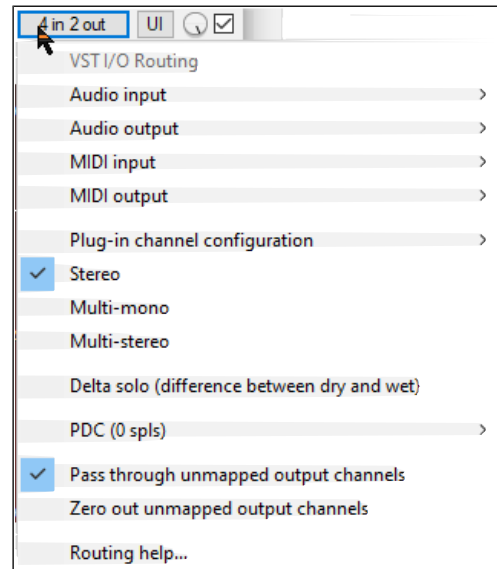 4 in 2 out UI
VST I/O Routing
Audio input
Audio output
MIDI input
MIDI output
Plug-in channel configuration
Stereo
Multi-mono
Multi-stereo
Delta solo (difference between dry and wet)
PDC (0 spls)
Pass through unmapped output channels
Zero out unmapped output channels
Routing help...